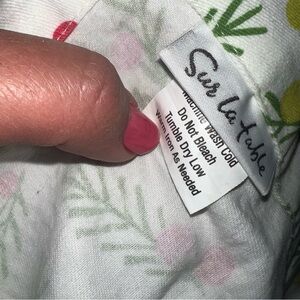 Sur la table
Machine Wash Cold
Do Not Bleach
Tumble Dry Low
Warm Iron As Needed